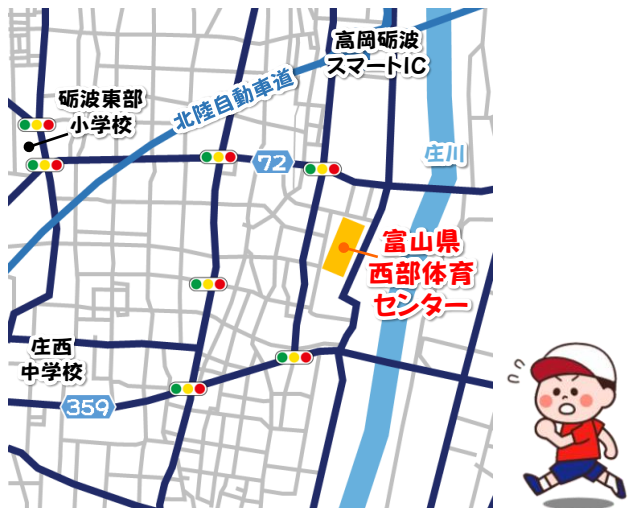 高岡砺波
スマートIC
砺波東部
小学校
北陸自動車道
72
庄川
富山県
西部体育
センター
庄西
中学校
359